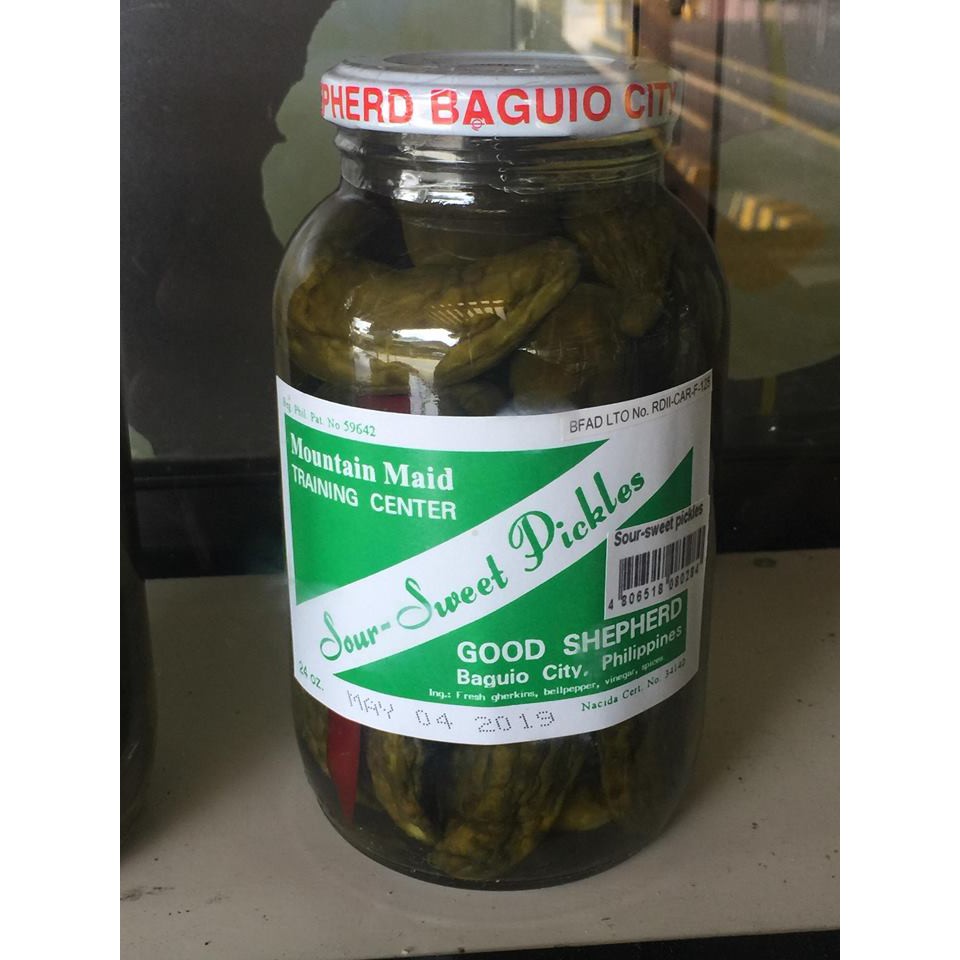 PHERD BAGUIO CITY
Reg. Phil. Pat. No 59642
BFAD LTO No. RDII-CAR-F-125
Mountain Maid
TRAINING CENTER
Sour-Sweet Pickles
Sour-sweet pickles
4 806518 080284
GOOD SHEPHERD
Baguio City, Philippines
Ing.: Fresh gherkins, bellpepper, vinegar, spices
24 oz.
Nacida Cert. No. 34140
MAY 04 2019